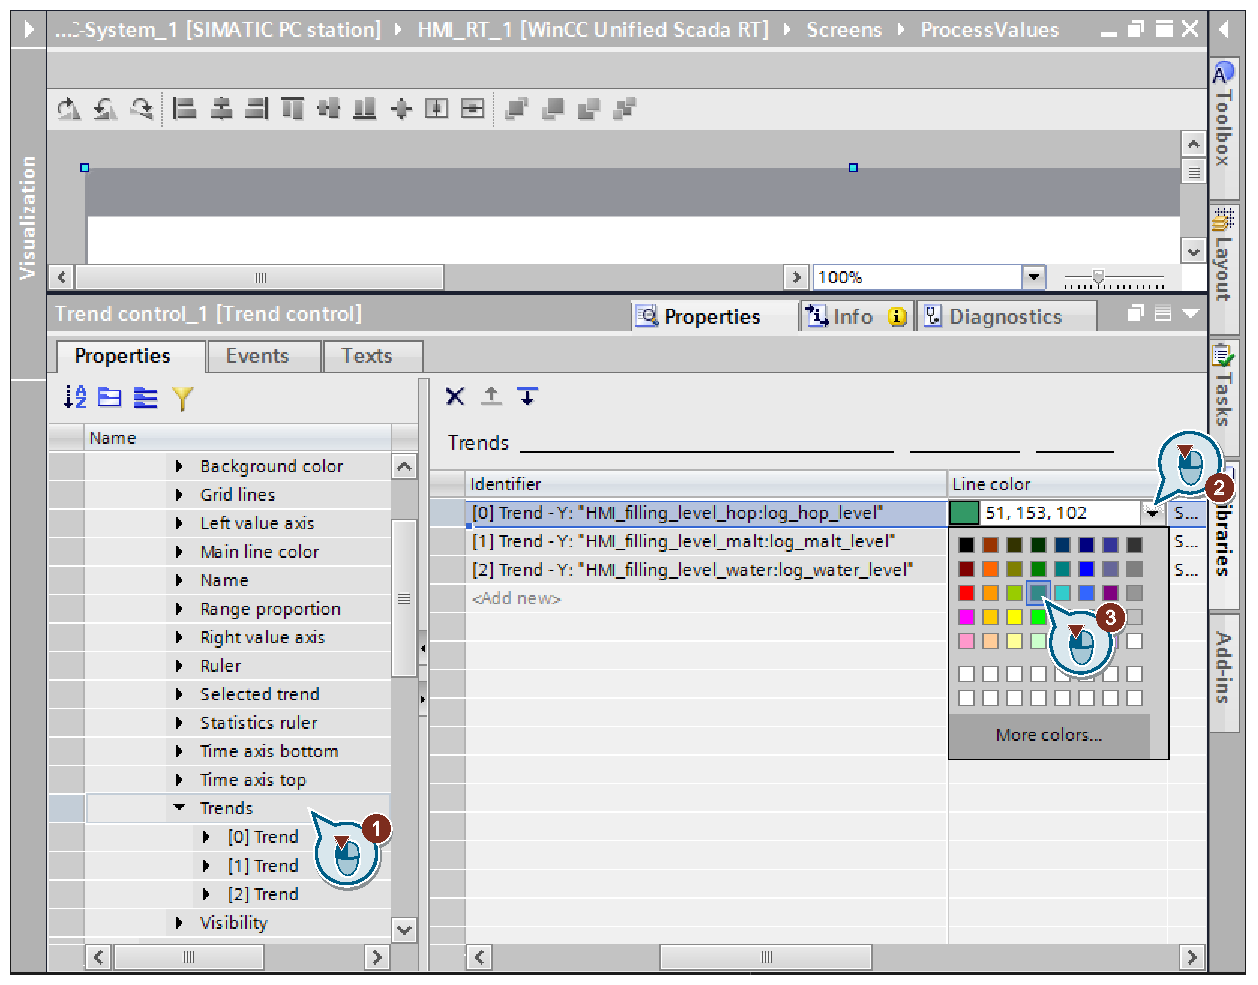 ...C-System_1 [SIMATIC PC station] HMI_RT_1 [WinCC Unified Scada RT] Screens ProcessValues
Visualization
Toolbox
Layout
Tasks
ibraries
Add-ins
100%
Trend control_1 [Trend control]
Properties Info Diagnostics
Properties Events Texts
Name
Background color
Grid lines
Left value axis
Main line color
Name
Range proportion
Right value axis
Ruler
Selected trend
Statistics ruler
Time axis bottom
Time axis top
Trends
[0] Trend
[1] Trend
[2] Trend
Visibility
1
Trends
Identifier Line color
[0] Trend - Y: "HMI_filling_level_hop:log_hop_level" 51, 153, 102 S...
[1] Trend - Y: "HMI_filling_level_malt:log_malt_level" S...
[2] Trend - Y: "HMI_filling_level_water:log_water_level" S...
<Add new>
2
3
More colors...